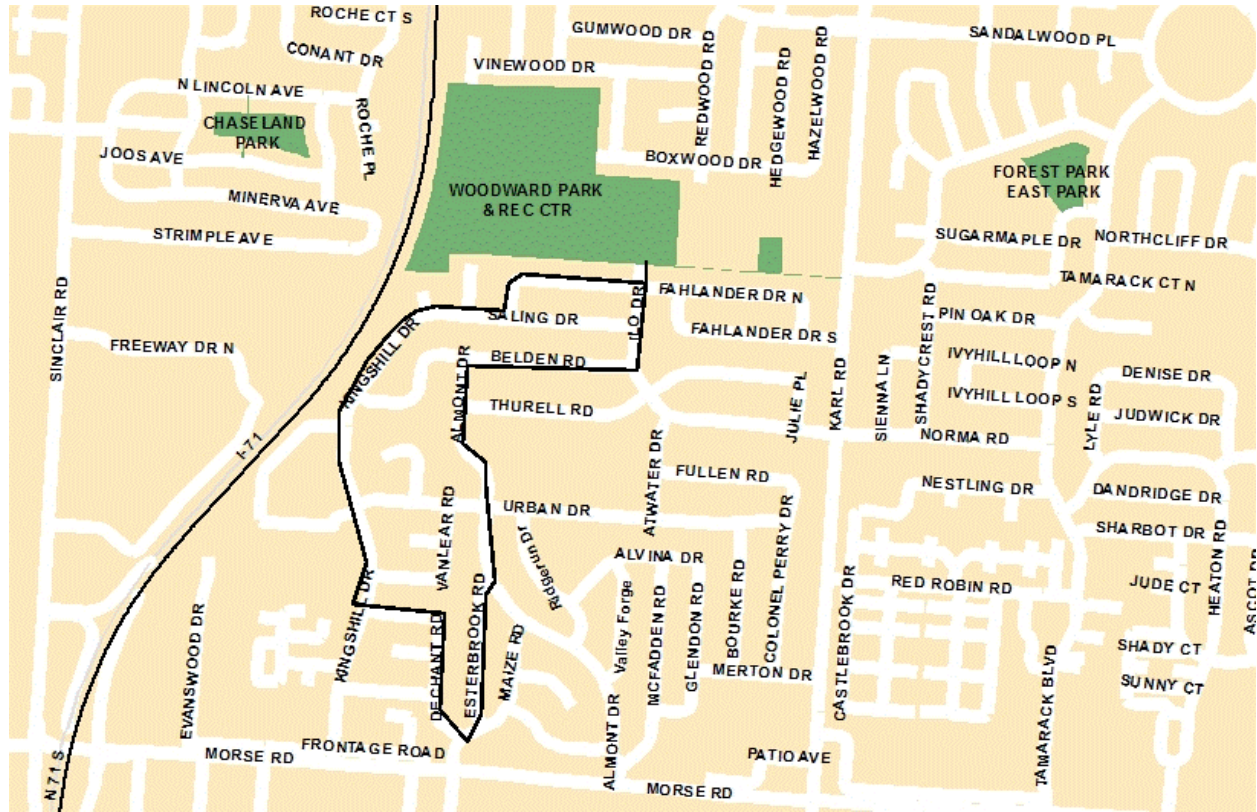 ROCHE CT S
GUMWOOD DR
SANDALWOOD PL
CONANT DR
VINEWOOD DR
REDWOOD RD
HEDGEWOOD RD
HAZELWOOD RD
N LINCOLN AVE
ROCHE PL
CHASELAND
PARK
JOOS AVE
BOXWOOD DR
FOREST PARK
EAST PARK
WOODWARD PARK
& REC CTR
MINERVA AVE
STRIMPLE AVE
SUGARMAPLE DR
NORTHCLIFF DR
TAMARACK CT N
SINCLAIR RD
FAHLANDER DR N
ILO DR
SALING DR
FAHLANDER DR S
SHADYCREST RD
PIN OAK DR
FREEWAY DR N
KINGSHILL DR
BELDEN RD
IVYHILL LOOP N
DENISE DR
ALMONT DR
THURELL RD
JULIE PL
KARL RD
SIENNA LN
IVYHILL LOOP S
LYLE RD
JUDWICK DR
NORMA RD
I-71
ATWATER DR
FULLEN RD
NESTLING DR
DANDRIDGE DR
URBAN DR
VANLEAR RD
SHARBOT DR
HEATON RD
ASCOT DR
Ridgerun Dr
ALVINA DR
COLONEL PERRY DR
BOURKE RD
RED ROBIN RD
JUDE CT
KINGSHILL DR
DECHANT RD
ESTERBROOK RD
MAIZE RD
Valley Forge
MCFADDEN RD
GLENDON RD
CASTLEBROOK DR
SHADY CT
EVANSWOOD DR
MERTON DR
SUNNY CT
ALMONT DR
TAMARACK BLVD
FRONTAGE ROAD
MORSE RD
PATIO AVE
N 71 S
MORSE RD